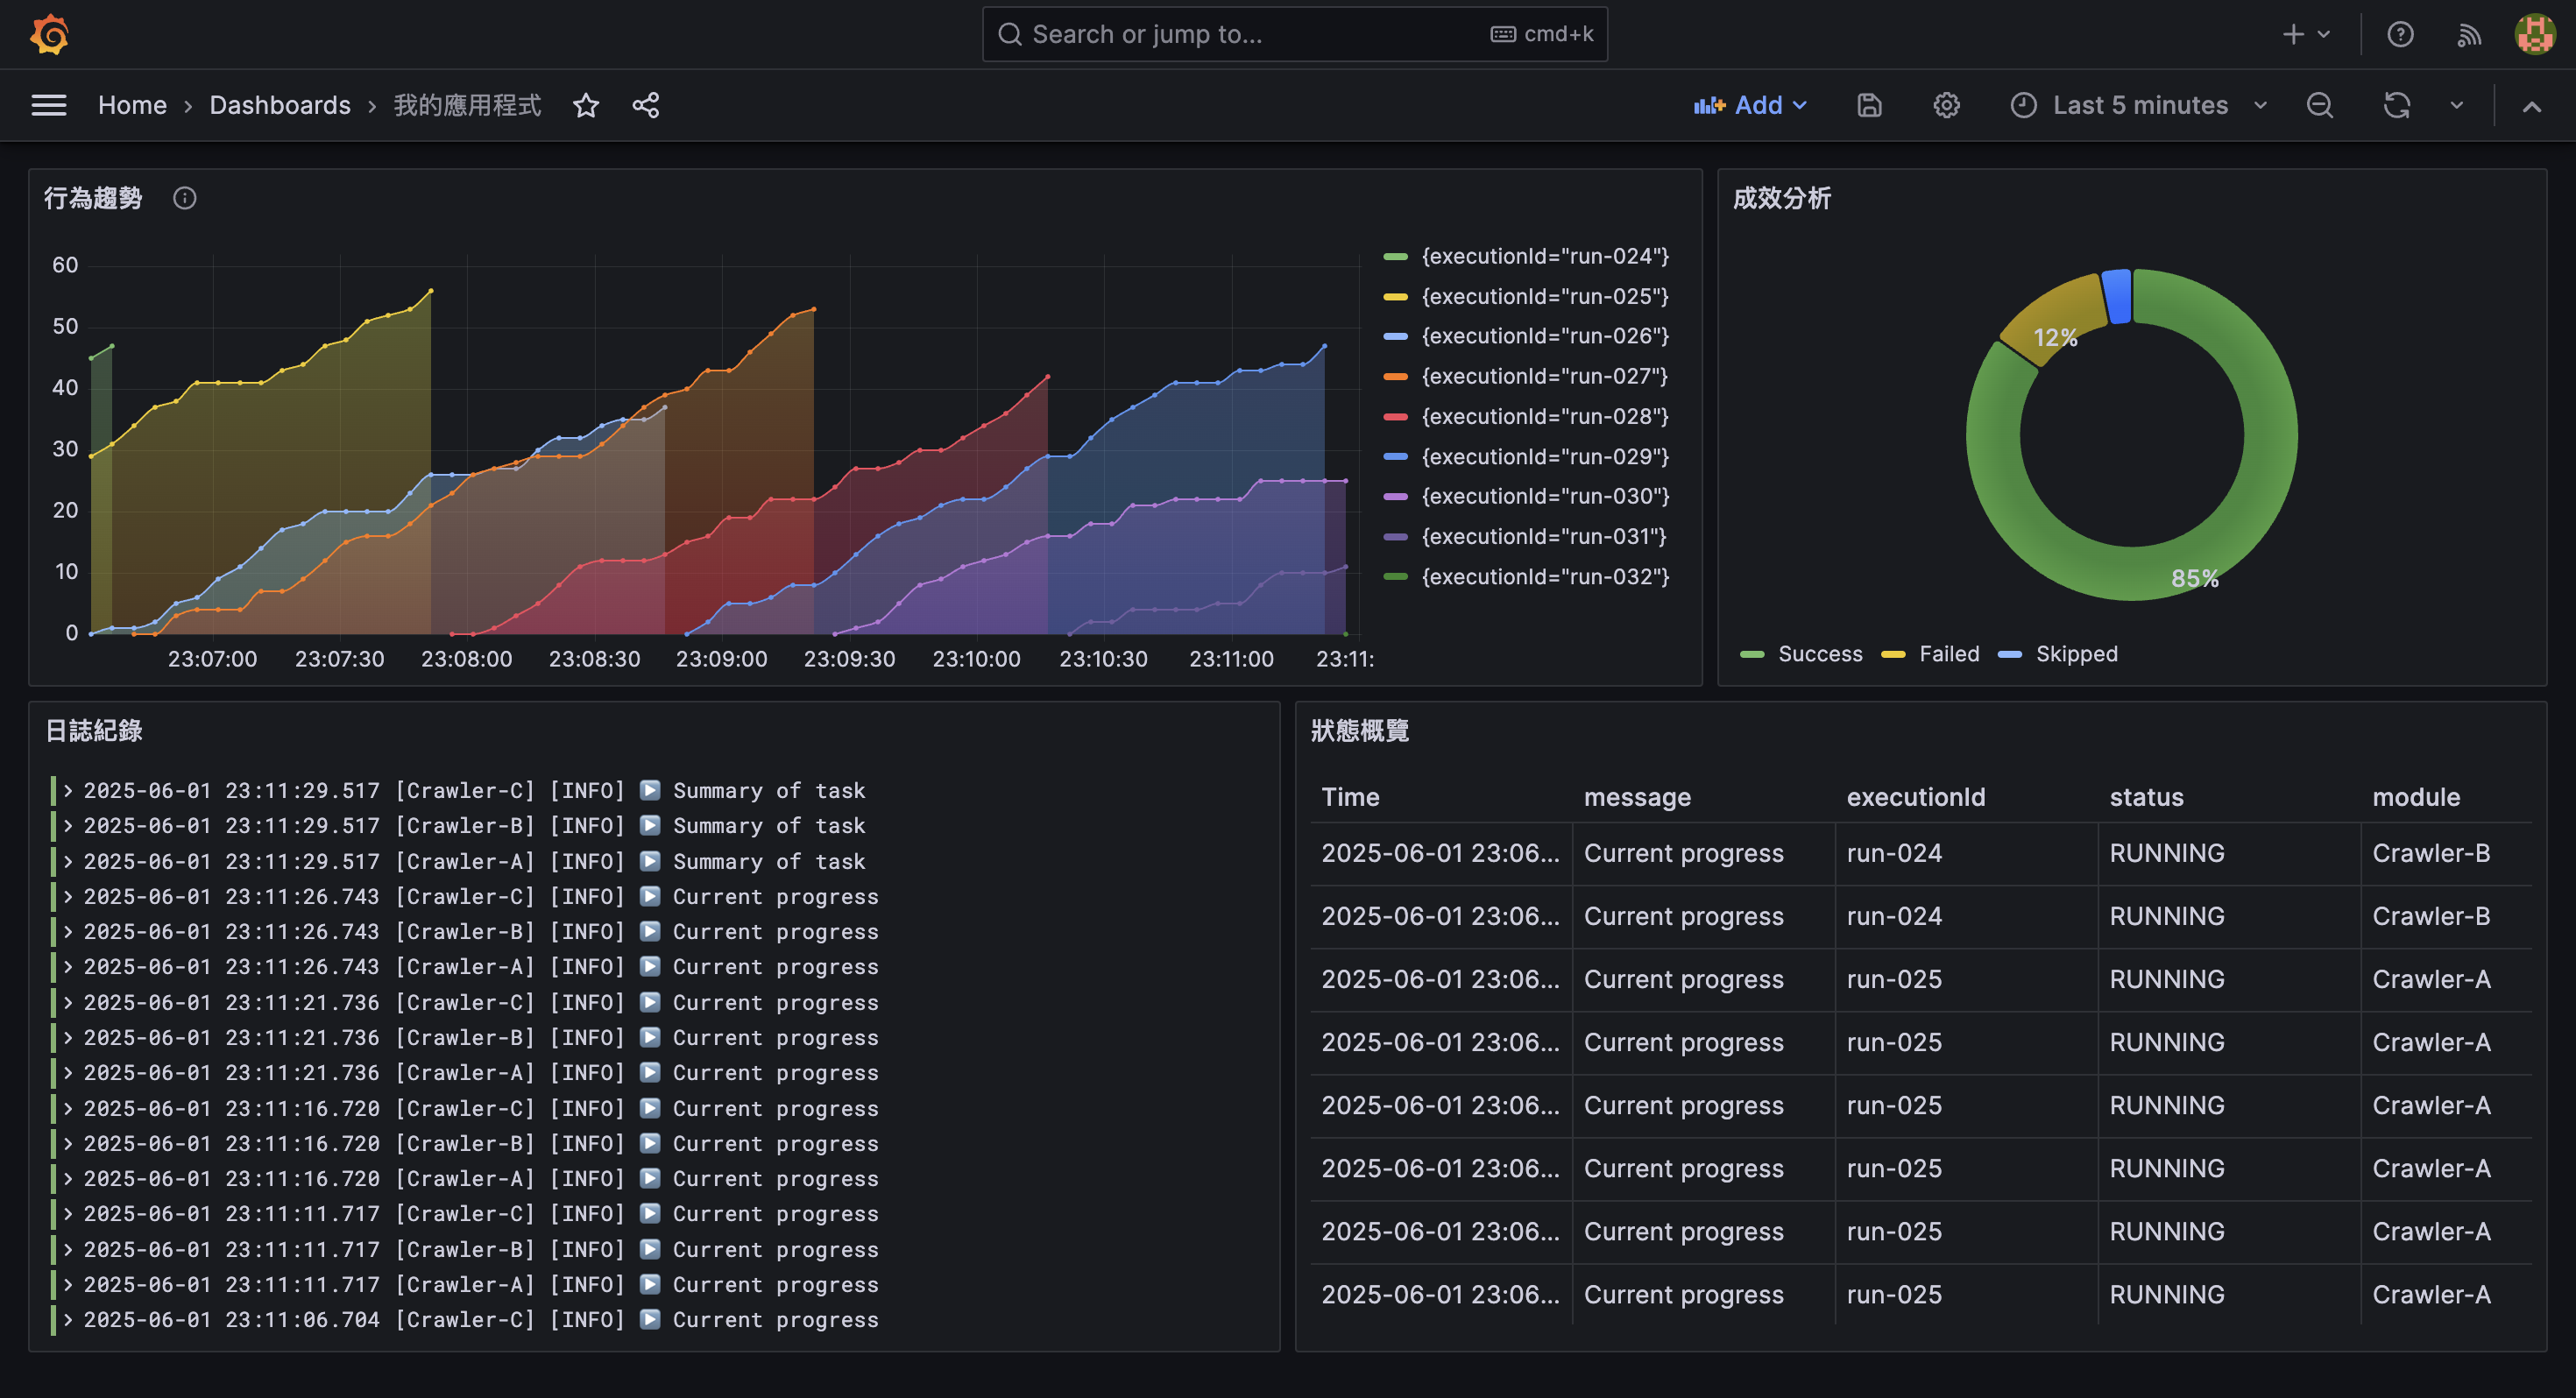 Search or jump to...
cmd+k
Home › Dashboards › 我的應用程式
Add
Last 5 minutes
行為趨勢
60
50
40
30
20
10
0
23:07:00 23:07:30 23:08:00 23:08:30 23:09:00 23:09:30 23:10:00 23:10:30 23:11:00 23:11:
{executionId="run-024"}
{executionId="run-025"}
{executionId="run-026"}
{executionId="run-027"}
{executionId="run-028"}
{executionId="run-029"}
{executionId="run-030"}
{executionId="run-031"}
{executionId="run-032"}
成效分析
12%
85%
Success Failed Skipped
日誌紀錄
2025-06-01 23:11:29.517 [Crawler-C] [INFO] ▶️ Summary of task
2025-06-01 23:11:29.517 [Crawler-B] [INFO] ▶️ Summary of task
2025-06-01 23:11:29.517 [Crawler-A] [INFO] ▶️ Summary of task
2025-06-01 23:11:26.743 [Crawler-C] [INFO] ▶️ Current progress
2025-06-01 23:11:26.743 [Crawler-B] [INFO] ▶️ Current progress
2025-06-01 23:11:26.743 [Crawler-A] [INFO] ▶️ Current progress
2025-06-01 23:11:21.736 [Crawler-C] [INFO] ▶️ Current progress
2025-06-01 23:11:21.736 [Crawler-B] [INFO] ▶️ Current progress
2025-06-01 23:11:21.736 [Crawler-A] [INFO] ▶️ Current progress
2025-06-01 23:11:16.720 [Crawler-C] [INFO] ▶️ Current progress
2025-06-01 23:11:16.720 [Crawler-B] [INFO] ▶️ Current progress
2025-06-01 23:11:16.720 [Crawler-A] [INFO] ▶️ Current progress
2025-06-01 23:11:11.717 [Crawler-C] [INFO] ▶️ Current progress
2025-06-01 23:11:11.717 [Crawler-B] [INFO] ▶️ Current progress
2025-06-01 23:11:11.717 [Crawler-A] [INFO] ▶️ Current progress
2025-06-01 23:11:06.704 [Crawler-C] [INFO] ▶️ Current progress
狀態概覽
Time message executionId status module
2025-06-01 23:06... Current progress run-024 RUNNING Crawler-B
2025-06-01 23:06... Current progress run-024 RUNNING Crawler-B
2025-06-01 23:06... Current progress run-025 RUNNING Crawler-A
2025-06-01 23:06... Current progress run-025 RUNNING Crawler-A
2025-06-01 23:06... Current progress run-025 RUNNING Crawler-A
2025-06-01 23:06... Current progress run-025 RUNNING Crawler-A
2025-06-01 23:06... Current progress run-025 RUNNING Crawler-A
2025-06-01 23:06... Current progress run-025 RUNNING Crawler-A